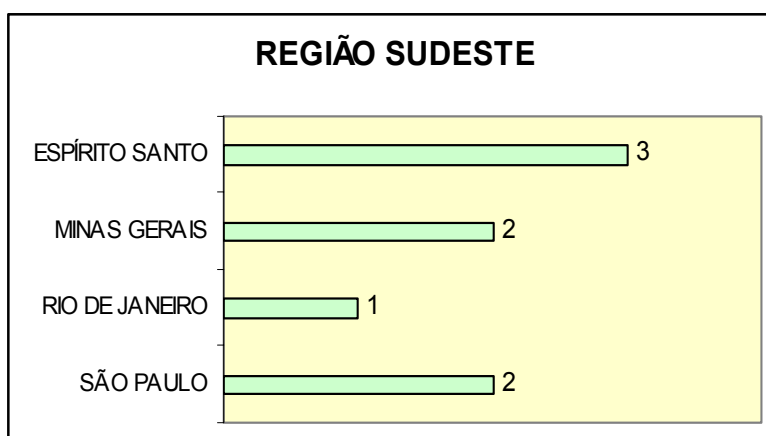 REGIÃO SUDESTE
ESPÍRITO SANTO 3
MINAS GERAIS 2
RIO DE JANEIRO 1
SÃO PAULO 2